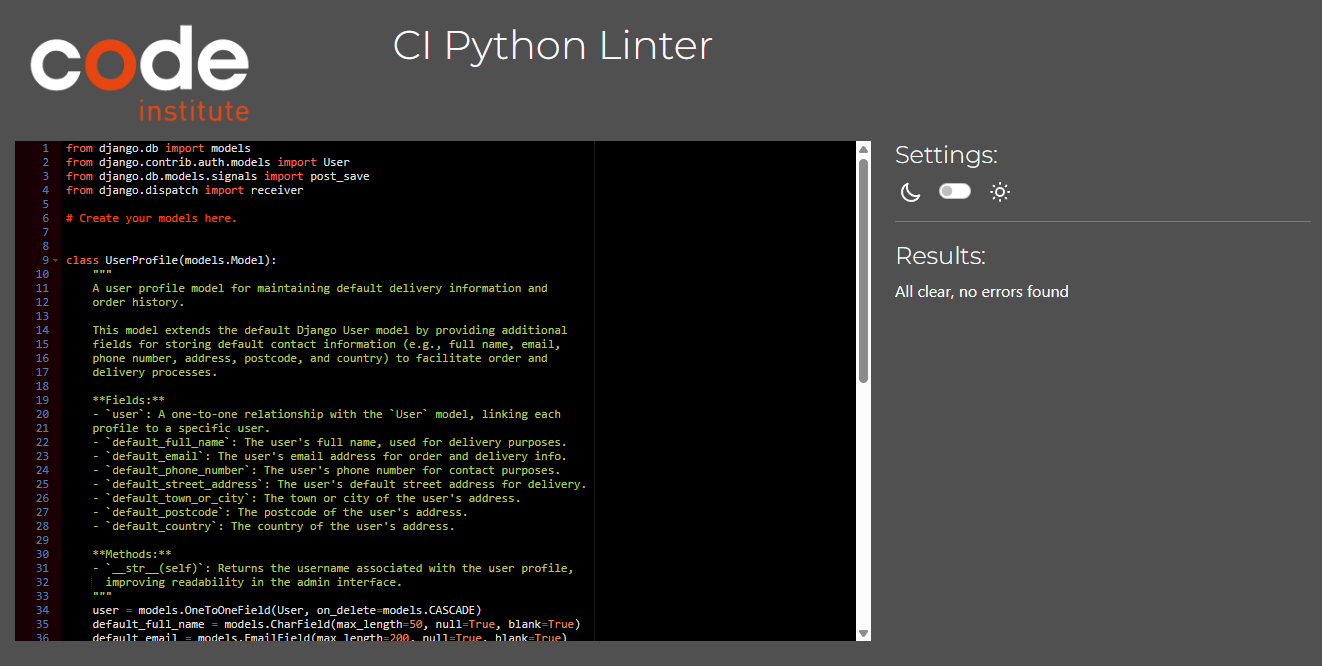 code
institute
CI Python Linter
1 from django.db import models
2 from django.contrib.auth.models import User
3 from django.db.models.signals import post_save
4 from django.dispatch import receiver
5
6 # Create your models here.
7
8
9 class UserProfile(models.Model):
10 """
11 A user profile model for maintaining default delivery information and
12 order history.
13
14 This model extends the default Django User model by providing additional
15 fields for storing default contact information (e.g., full name, email,
16 phone number, address, postcode, and country) to facilitate order and
17 delivery processes.
18
19 **Fields:**
20 - `user`: A one-to-one relationship with the `User` model, linking each
21 profile to a specific user.
22 - `default_full_name`: The user's full name, used for delivery purposes.
23 - `default_email`: The user's email address for order and delivery info.
24 - `default_phone_number`: The user's phone number for contact purposes.
25 - `default_street_address`: The user's default street address for delivery.
26 - `default_town_or_city`: The town or city of the user's address.
27 - `default_postcode`: The postcode of the user's address.
28 - `default_country`: The country of the user's address.
29
30 **Methods:**
31 - `__str__(self)`: Returns the username associated with the user profile,
32 improving readability in the admin interface.
33 """
34 user = models.OneToOneField(User, on_delete=models.CASCADE)
35 default_full_name = models.CharField(max_length=50, null=True, blank=True)
36 default_email = models.EmailField(max_length=200, null=True, blank=True)
Settings:
Results:
All clear, no errors found